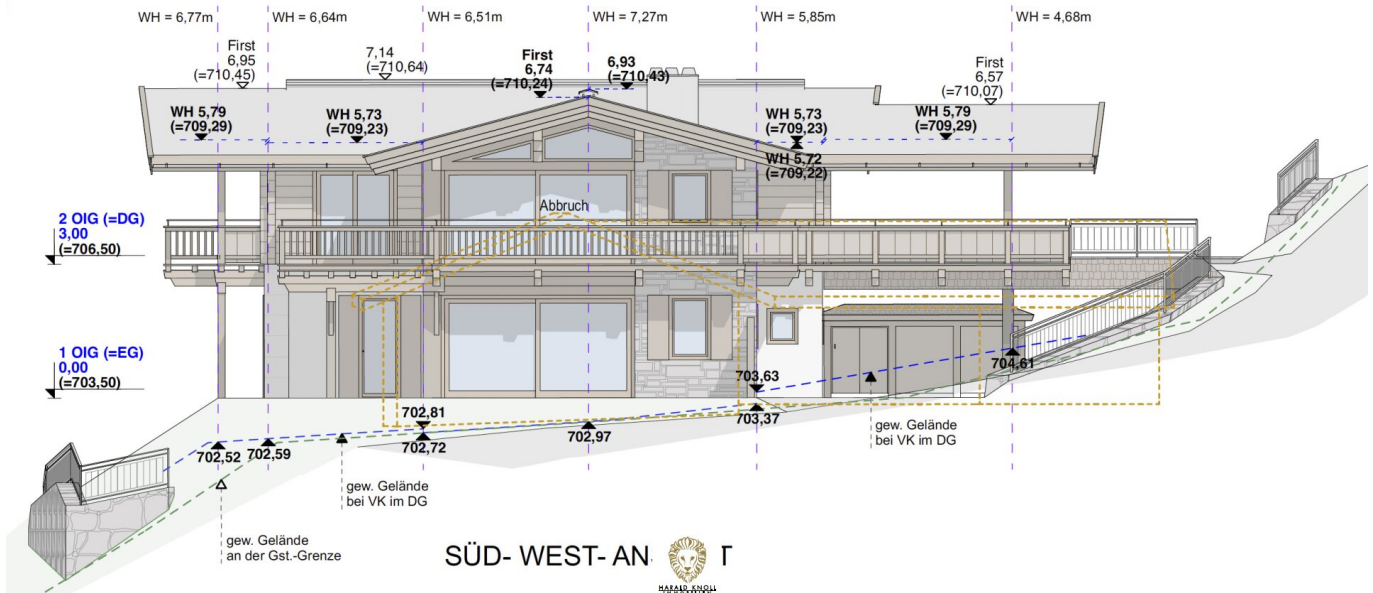 WH = 6,77m
WH = 6,64m
WH = 6,51m
WH = 7,27m
WH = 5,85m
WH = 4,68m
First
6,95
(=710,45)
7,14
(=710,64)
First
6,74
(=710,24)
6,93
(=710,43)
First
6,57
(=710,07)
WH 5,79
(=709,29)
WH 5,73
(=709,23)
WH 5,73
(=709,23)
WH 5,72
(=709,22)
WH 5,79
(=709,29)
Abbruch
2 OIG (=DG)
3,00
(=706,50)
1 OIG (=EG)
0,00
(=703,50)
703,63
704,61
702,81
703,37
702,52
702,59
702,72
702,97
gew. Gelände
bei VK im DG
gew. Gelände
bei VK im DG
gew. Gelände
an der Gst.-Grenze
SÜD- WEST- AN T
HARALD KNOLL
IMMOBILIEN